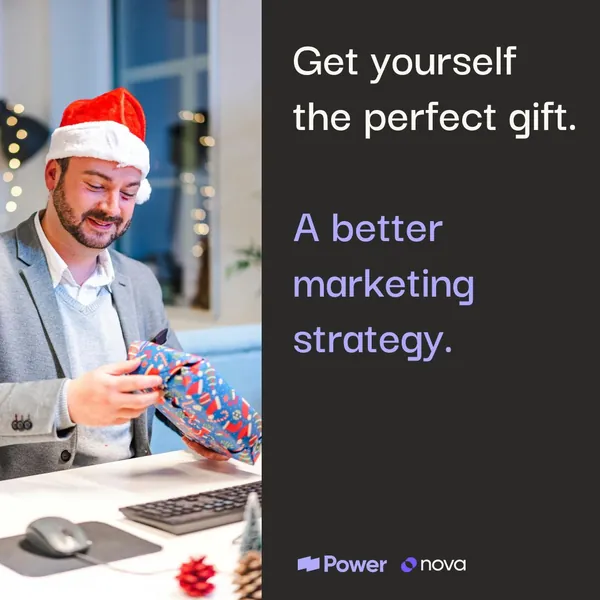 Get yourself
the perfect gift.
A better
marketing
strategy.
Power nova